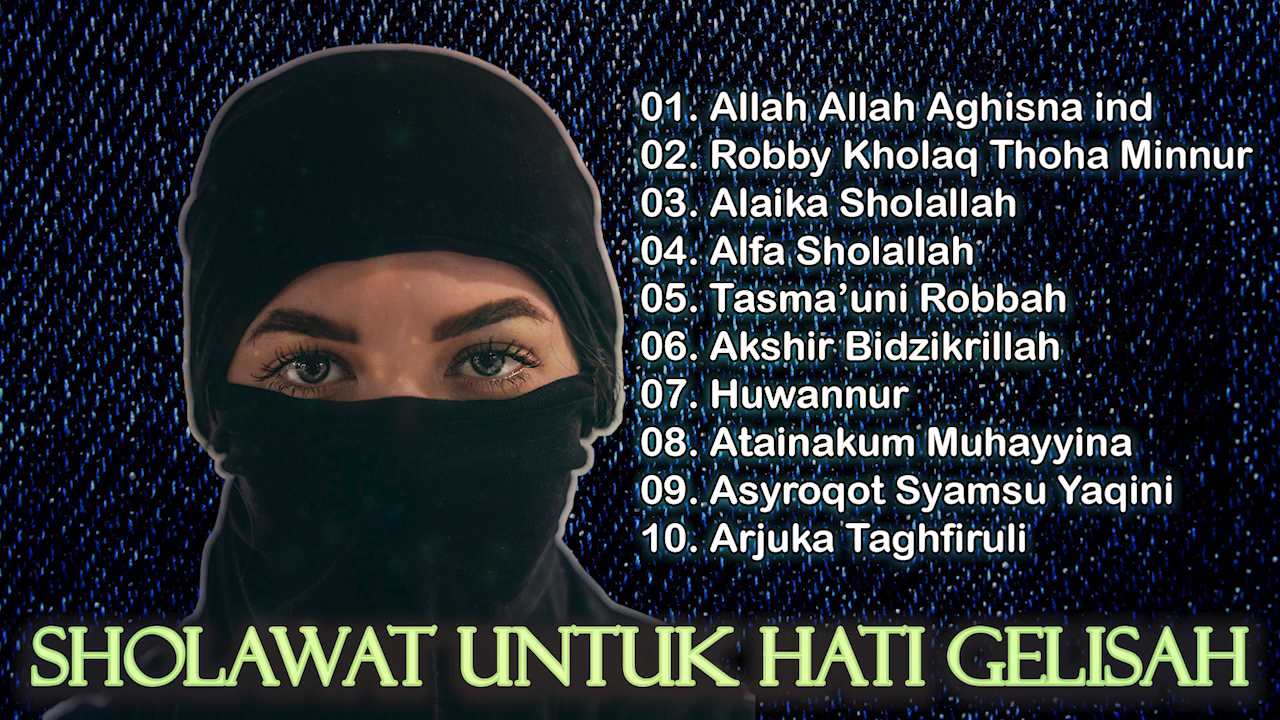 01. Allah Allah Aghisna ind
02. Robby Kholaq Thoha Minnur
03. Alaika Sholallah
04. Alfa Sholallah
05. Tasma’uni Robbah
06. Akshir Bidzikrillah
07. Huwannur
08. Atainakum Muhayyina
09. Asyroqot Syamsu Yaqini
10. Arjuka Taghfiruli
SHOLAWAT UNTUK HATI GELISAH